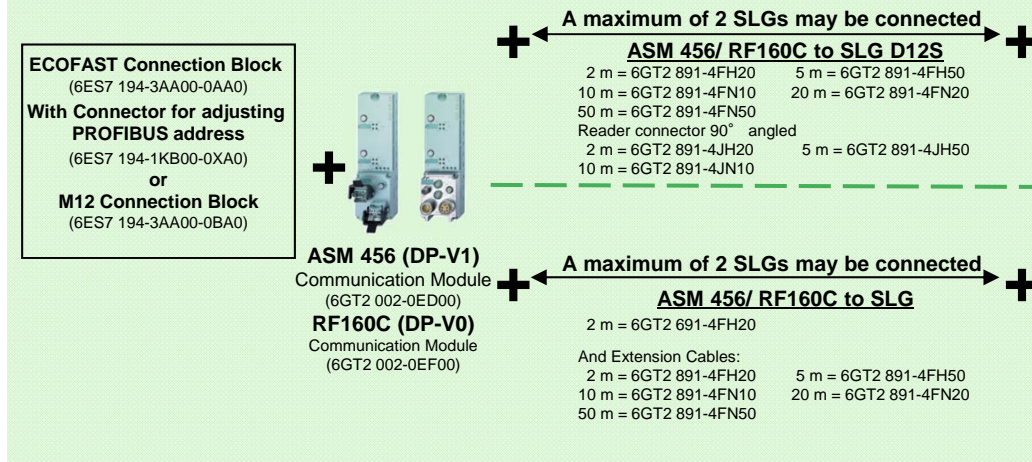 ECOFAST Connection Block
(6ES7 194-3AA00-0AA0)
With Connector for adjusting
PROFIBUS address
(6ES7 194-1KB00-0XA0)
or
M12 Connection Block
(6ES7 194-3AA00-0BA0)
+
ASM 456 (DP-V1)
Communication Module
(6GT2 002-0ED00)
RF160C (DP-V0)
Communication Module
(6GT2 002-0EF00)
+ A maximum of 2 SLGs may be connected +
ASM 456/ RF160C to SLG D12S
2 m = 6GT2 891-4FH20 5 m = 6GT2 891-4FH50
10 m = 6GT2 891-4FN10 20 m = 6GT2 891-4FN20
50 m = 6GT2 891-4FN50
Reader connector 90° angled
2 m = 6GT2 891-4JH20 5 m = 6GT2 891-4JH50
10 m = 6GT2 891-4JN10
+ A maximum of 2 SLGs may be connected +
ASM 456/ RF160C to SLG
2 m = 6GT2 691-4FH20
And Extension Cables:
2 m = 6GT2 891-4FH20 5 m = 6GT2 891-4FH50
10 m = 6GT2 891-4FN10 20 m = 6GT2 891-4FN20
50 m = 6GT2 891-4FN50